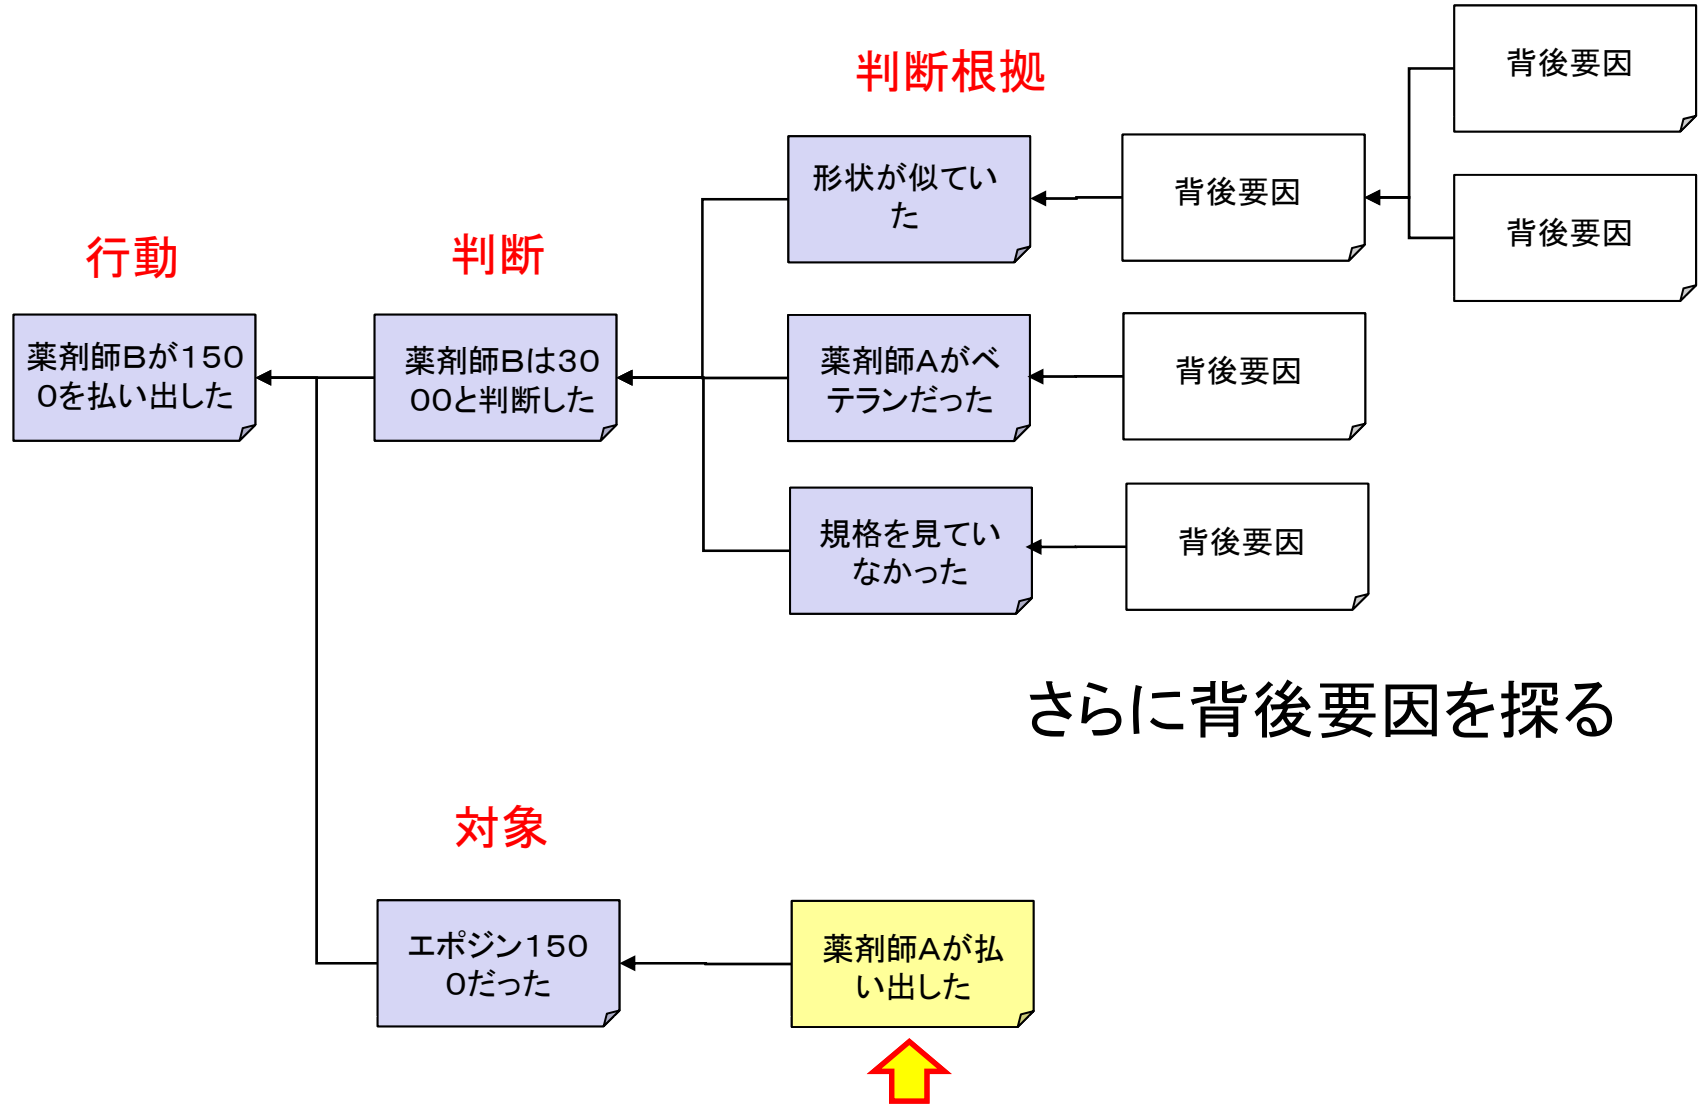 判断根拠
背後要因
形状が似てい
た
背後要因
背後要因
行動
判断
薬剤師Ｂが１５０
０を払い出した
薬剤師Ｂは３０
００と判断した
薬剤師Ａがベ
テランだった
背後要因
規格を見てい
なかった
背後要因
さらに背後要因を探る
対象
エポジン１５０
０だった
薬剤師Ａが払
い出した